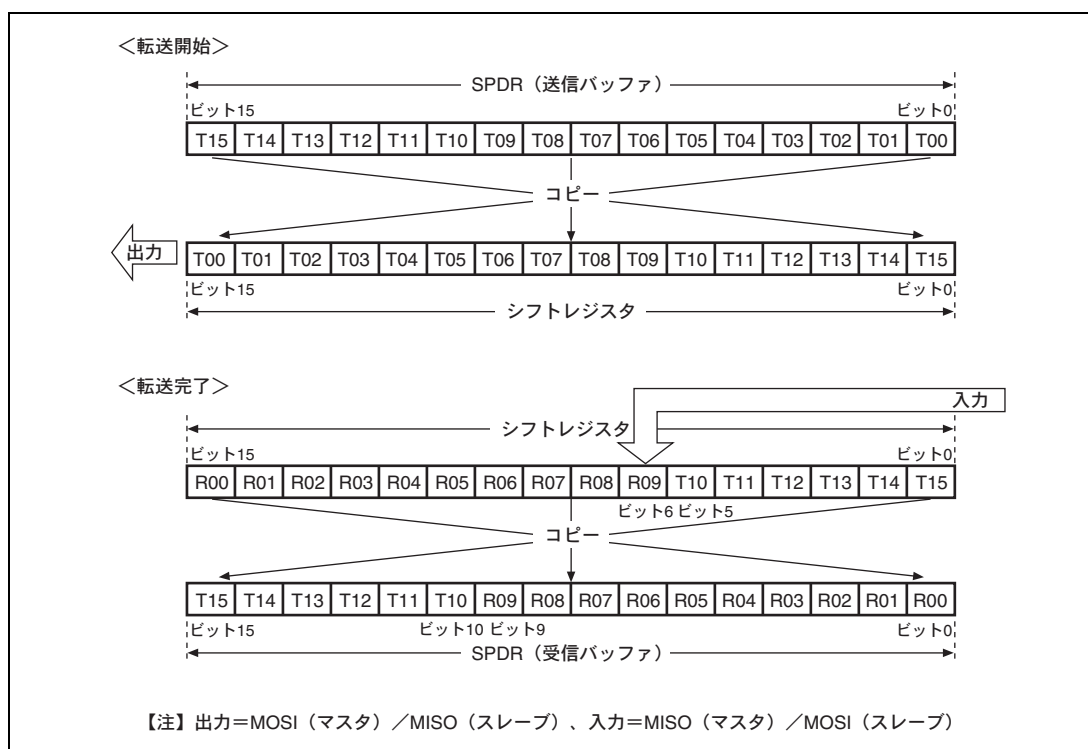 ＜転送開始＞
SPDR（送信バッファ）
ビット15 ビット0
T15 T14 T13 T12 T11 T10 T09 T08 T07 T06 T05 T04 T03 T02 T01 T00
コピー
出力
T00 T01 T02 T03 T04 T05 T06 T07 T08 T09 T10 T11 T12 T13 T14 T15
ビット15 ビット0
シフトレジスタ
＜転送完了＞
入力
シフトレジスタ
ビット15 ビット0
R00 R01 R02 R03 R04 R05 R06 R07 R08 R09 T10 T11 T12 T13 T14 T15
ビット6 ビット5
コピー
T15 T14 T13 T12 T11 T10 R09 R08 R07 R06 R05 R04 R03 R02 R01 R00
ビット15 ビット10 ビット9 ビット0
SPDR（受信バッファ）
【注】出力＝MOSI（マスタ）／MISO（スレーブ）、入力＝MISO（マスタ）／MOSI（スレーブ）